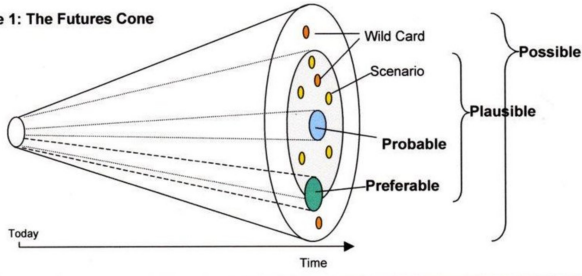 e 1: The Futures Cone
Wild Card
Scenario
Possible
Plausible
Probable
Preferable
Today
Time